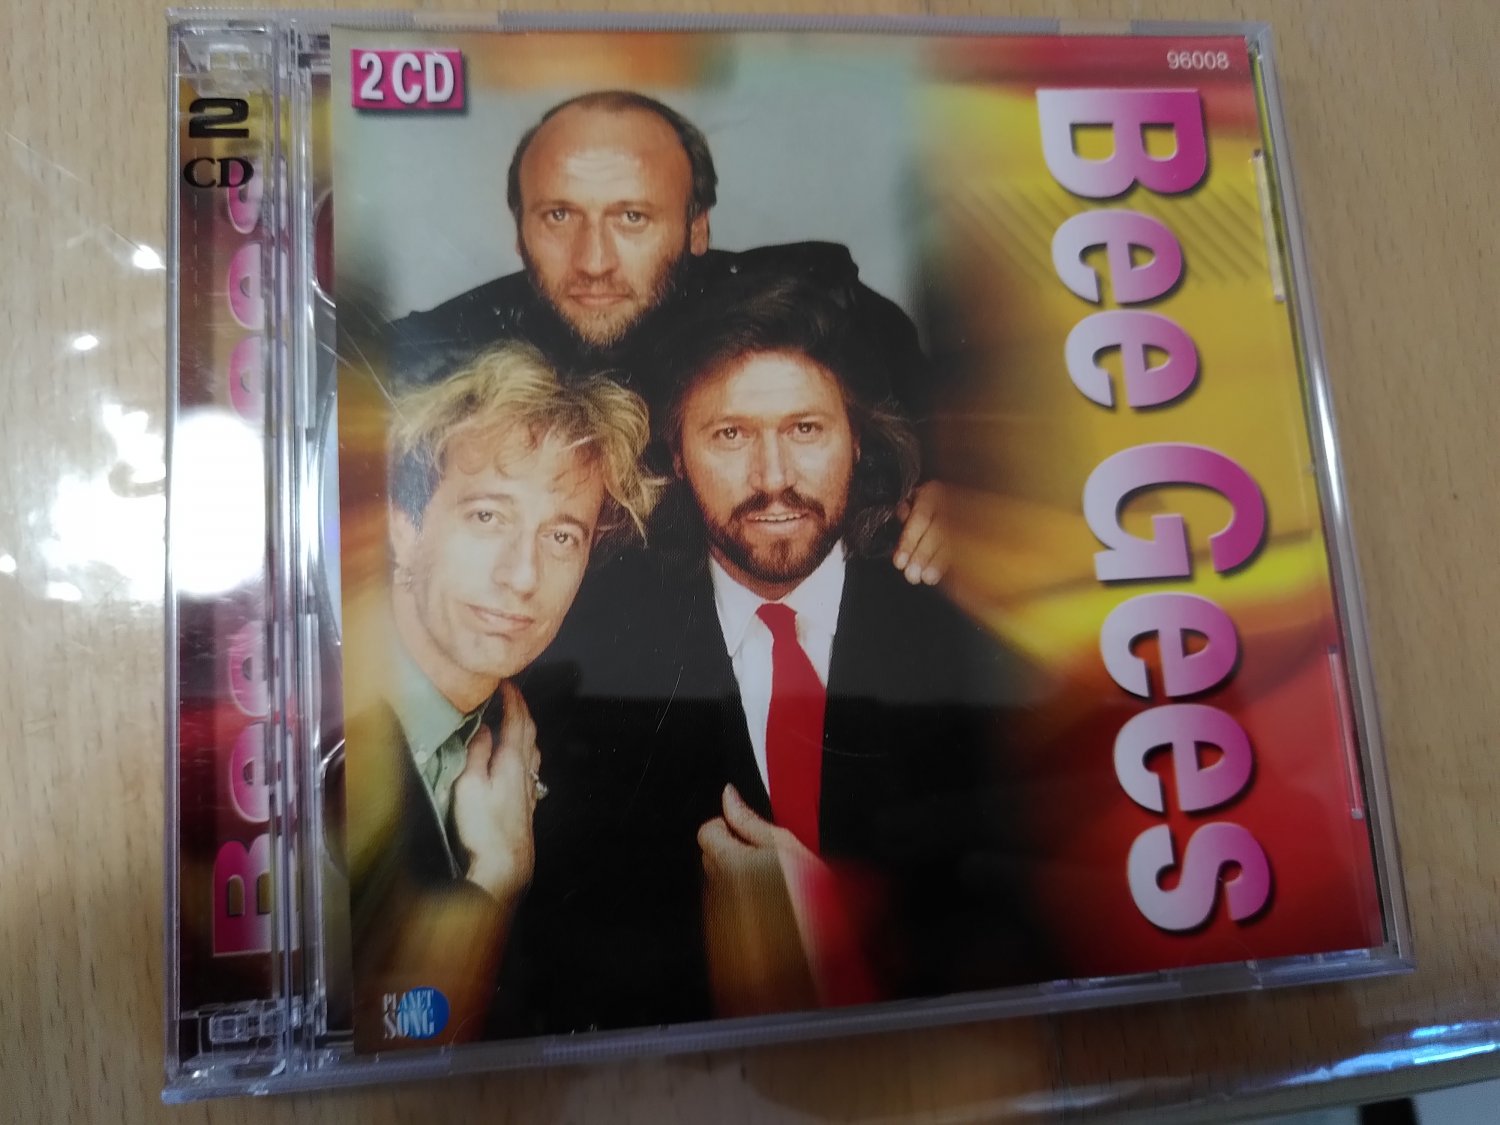 2 CD
96008
Bee Gees
2
CD
Bee Gees
PLANET
SONG